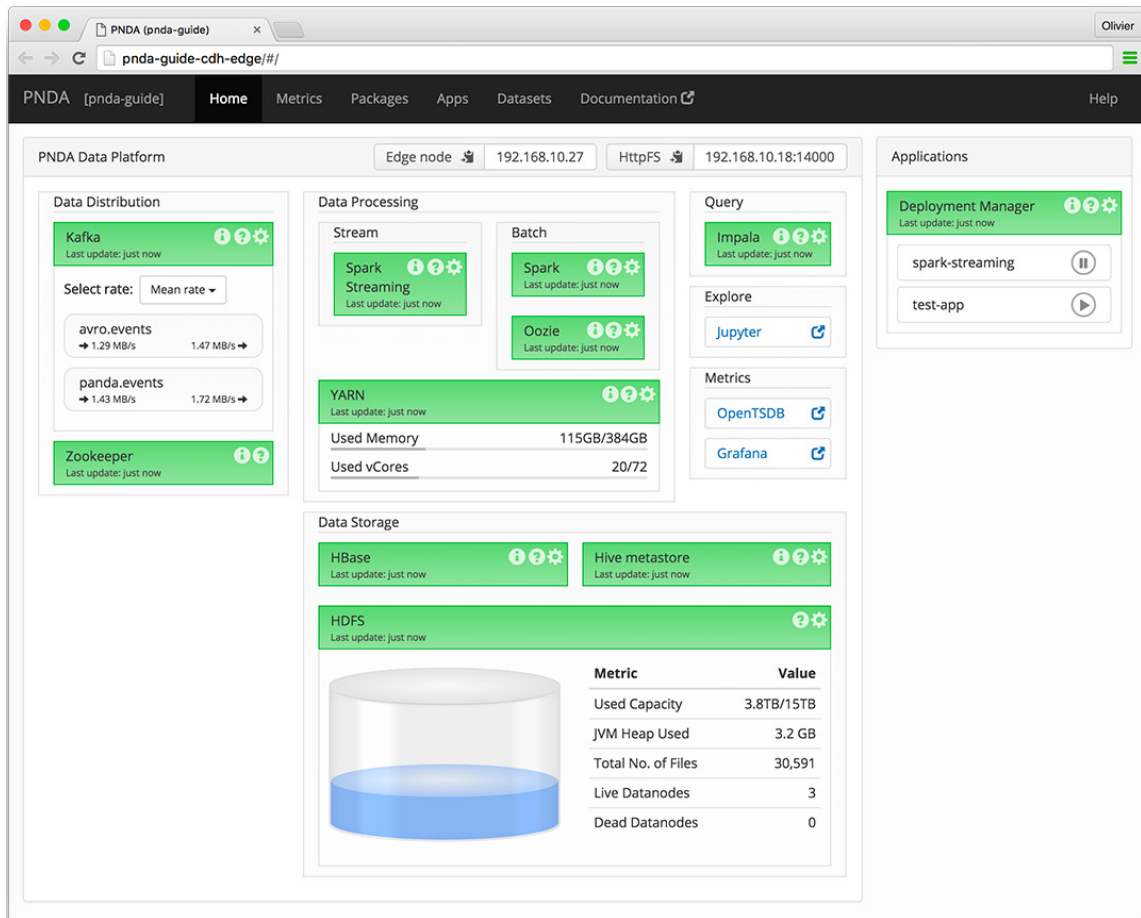 PNDA (pnda-guide)
Olivier
pnda-guide-cdh-edge/#/
PNDA [pnda-guide] Home Metrics Packages Apps Datasets Documentation Help
PNDA Data Platform
Edge node 192.168.10.27 HttpFS 192.168.10.18:14000
Data Distribution
Kafka
Last update: just now
Select rate: Mean rate
avro.events
1.29 MB/s 1.47 MB/s
panda.events
1.43 MB/s 1.72 MB/s
Zookeeper
Last update: just now
Data Processing
Stream
Spark
Streaming
Last update: just now
Batch
Spark
Last update: just now
Oozie
Last update: just now
YARN
Last update: just now
Used Memory 115GB/384GB
Used vCores 20/72
Query
Impala
Last update: just now
Explore
Jupyter
Metrics
OpenTSDB
Grafana
Data Storage
HBase
Last update: just now
Hive metastore
Last update: just now
HDFS
Last update: just now
Metric Value
Used Capacity 3.8TB/15TB
JVM Heap Used 3.2 GB
Total No. of Files 30,591
Live Datanodes 3
Dead Datanodes 0
Applications
Deployment Manager
Last update: just now
spark-streaming
test-app